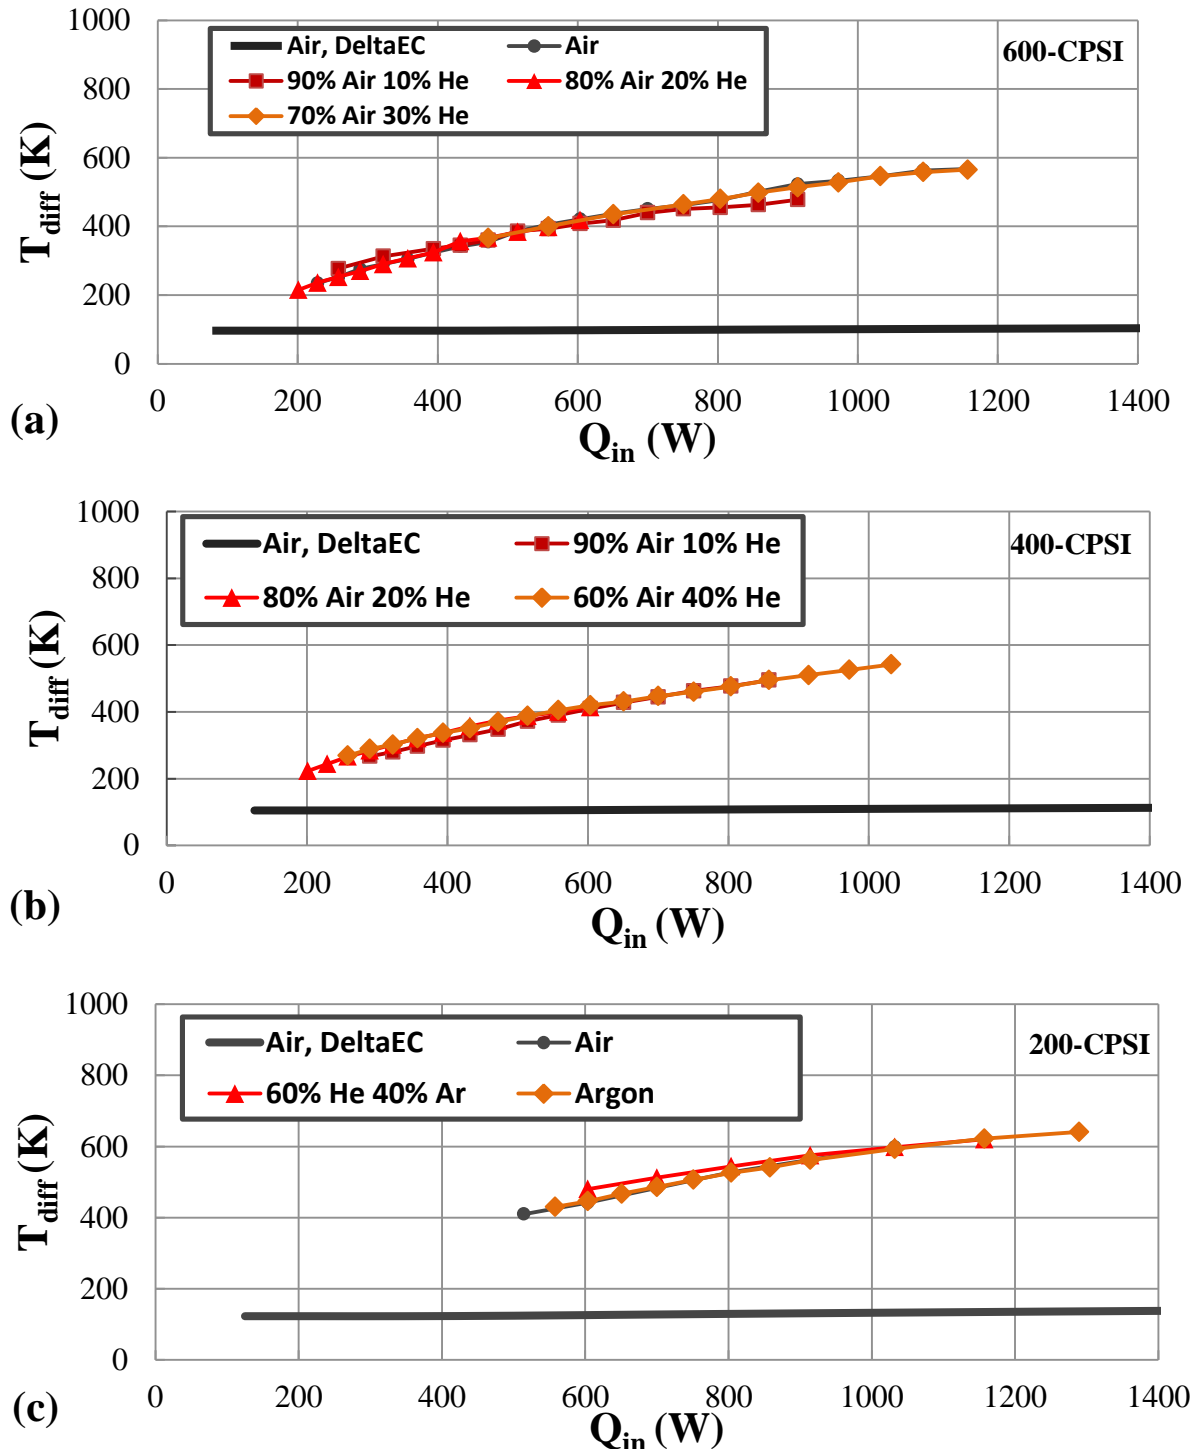 1000
800
600
400
200
0
T_diff (K)
Air, DeltaEC Air
90% Air 10% He 80% Air 20% He
70% Air 30% He
600-CPSI
0 200 400 600 800 1000 1200 1400
(a)
Q_in (W)
1000
800
600
400
200
0
T_diff (K)
Air, DeltaEC 90% Air 10% He
80% Air 20% He 60% Air 40% He
400-CPSI
0 200 400 600 800 1000 1200 1400
(b)
Q_in (W)
1000
800
600
400
200
0
T_diff (K)
Air, DeltaEC Air
60% He 40% Ar Argon
200-CPSI
0 200 400 600 800 1000 1200 1400
(c)
Q_in (W)